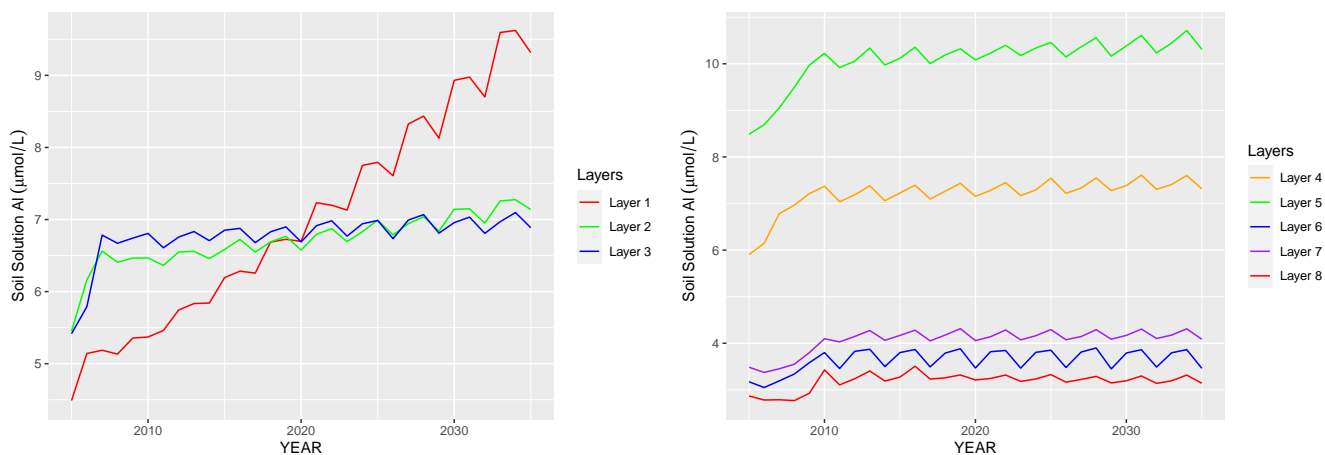 Soil Solution Al (μmol/L)
9
8
7
6
5
2010
2020
2030
YEAR
Layers
Layer 1
Layer 2
Layer 3
Soil Solution Al (μmol/L)
10
8
6
4
2010
2020
2030
YEAR
Layers
Layer 4
Layer 5
Layer 6
Layer 7
Layer 8